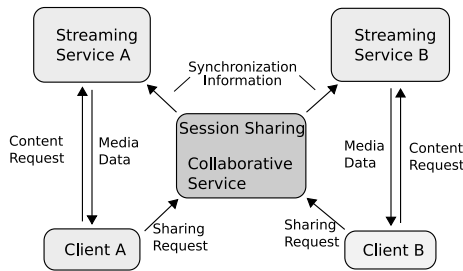 Streaming
Service A
Streaming
Service B
Synchronization
Information
Session Sharing
Collaborative
Service
Content
Request
Media
Data
Media
Data
Content
Request
Sharing
Request
Sharing
Request
Client A
Client B